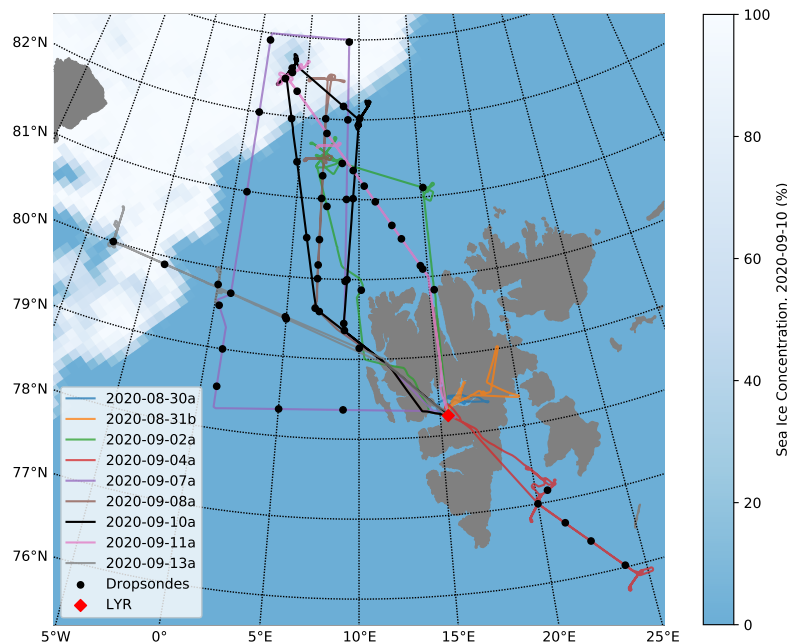 82°N
81°N
80°N
79°N
78°N
77°N
76°N
5°W
0°
5°E
10°E
15°E
20°E
25°E
2020-08-30a
2020-08-31b
2020-09-02a
2020-09-04a
2020-09-07a
2020-09-08a
2020-09-10a
2020-09-11a
2020-09-13a
Dropsondes
LYR
100
80
60
40
20
0
Sea Ice Concentration, 2020-09-10 (%)